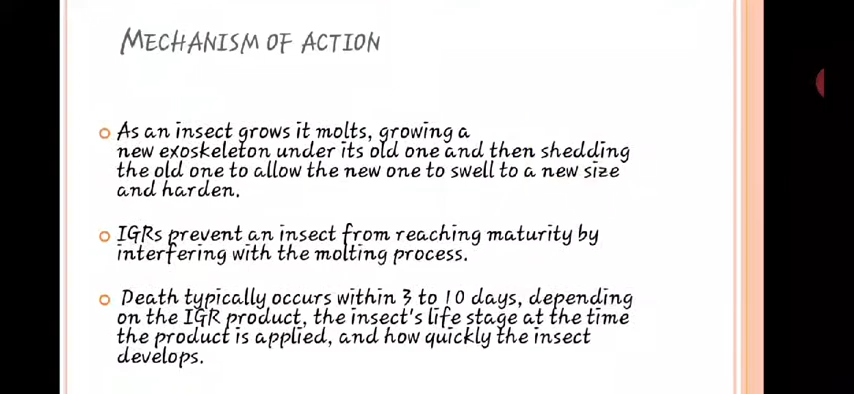 MECHANISM OF ACTION
As an insect grows it molts, growing a
new exoskeleton under its old one and then shedding
the old one to allow the new one to swell to a new size
and harden.
IGRs prevent an insect from reaching maturity by
interfering with the molting process.
Death typically occurs within 3 to 10 days, depending
on the IGR product, the insect's life stage at the time
the product is applied, and how quickly the insect
develops.